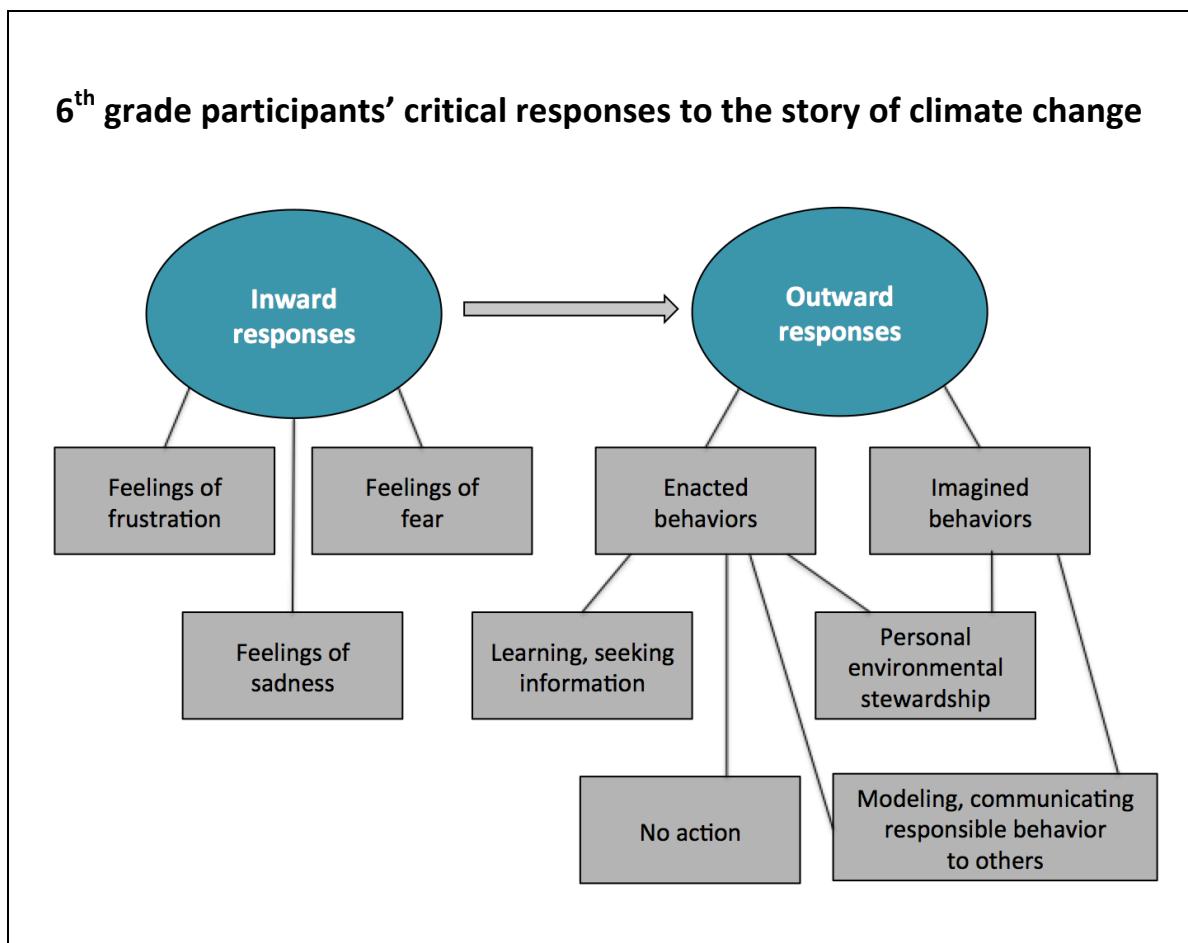 6th grade participants’ critical responses to the story of climate change
Inward
responses
Outward
responses
Feelings of
frustration
Feelings of
fear
Enacted
behaviors
Imagined
behaviors
Feelings of
sadness
Learning, seeking
information
Personal
environmental
stewardship
No action
Modeling, communicating
responsible behavior
to others